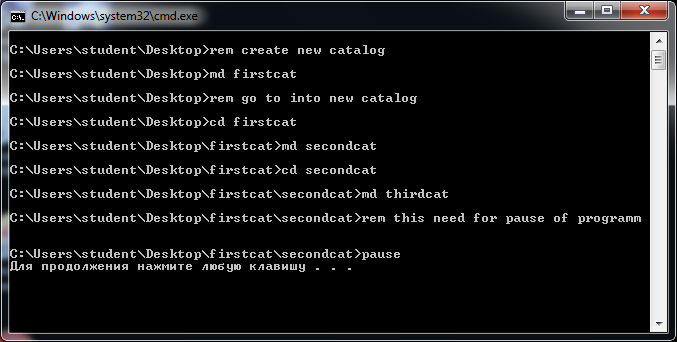 C:\Windows\system32\cmd.exe
C:\Users\student\Desktop>rem create new catalog
C:\Users\student\Desktop>md firstcat
C:\Users\student\Desktop>rem go to into new catalog
C:\Users\student\Desktop>cd firstcat
C:\Users\student\Desktop\firstcat>md secondcat
C:\Users\student\Desktop\firstcat>cd secondcat
C:\Users\student\Desktop\firstcat\secondcat>md thirdcat
C:\Users\student\Desktop\firstcat\secondcat>rem this need for pause of programm
C:\Users\student\Desktop\firstcat\secondcat>pause
Для продолжения нажмите любую клавишу . . .